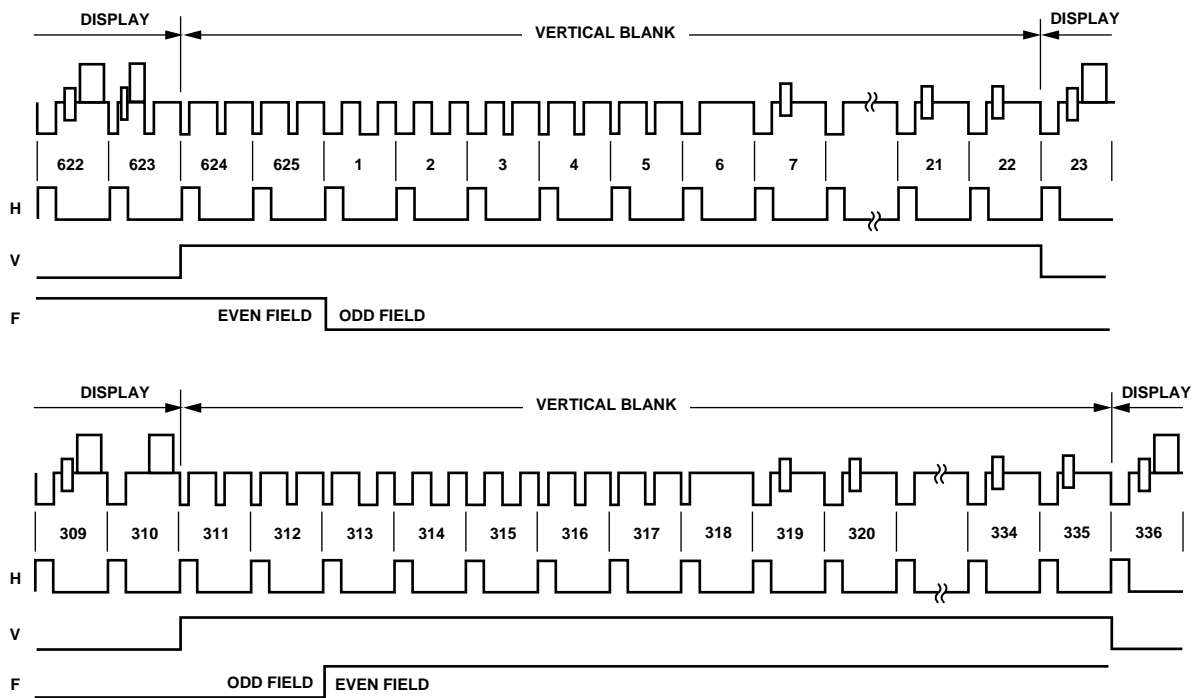 DISPLAY VERTICAL BLANK DISPLAY
622 623 624 625 1 2 3 4 5 6 7 21 22 23
H
V
F EVEN FIELD ODD FIELD
DISPLAY VERTICAL BLANK DISPLAY
309 310 311 312 313 314 315 316 317 318 319 320 334 335 336
H
V
F ODD FIELD EVEN FIELD